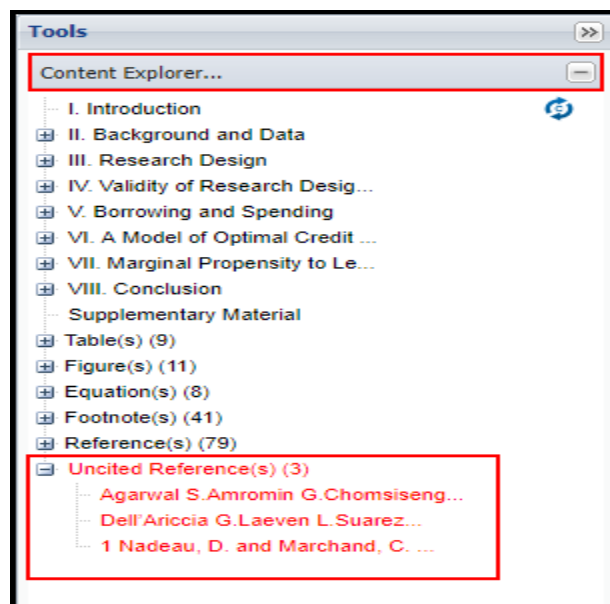 Tools
Content Explorer...
I. Introduction
II. Background and Data
III. Research Design
IV. Validity of Research Desig...
V. Borrowing and Spending
VI. A Model of Optimal Credit ...
VII. Marginal Propensity to Le...
VIII. Conclusion
Supplementary Material
Table(s) (9)
Figure(s) (11)
Equation(s) (8)
Footnote(s) (41)
Reference(s) (79)
Uncited Reference(s) (3)
Agarwal S.Amromin G.Chomsiseng...
Dell'Ariccia G.Laeven L.Suarez...
1 Nadeau, D. and Marchand, C. ...